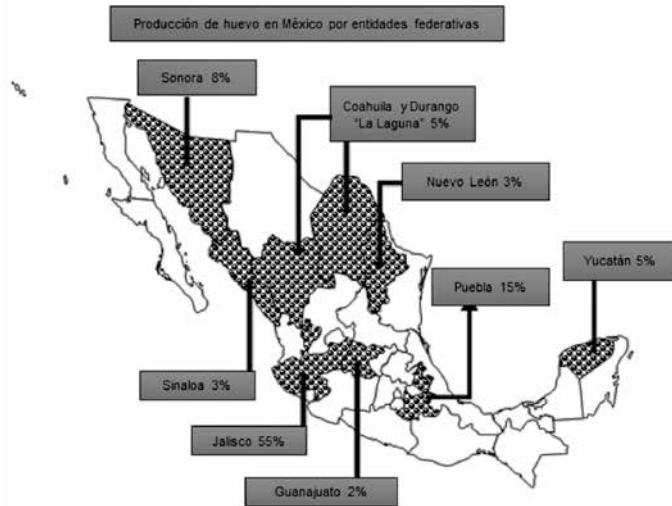 Producción de huevo en México por entidades federativas
Sonora 8%
Coahuila y Durango
"La Laguna" 5%
Nuevo León 3%
Yucatán 5%
Puebla 15%
Sinaloa 3%
Jalisco 55%
Guanajuato 2%